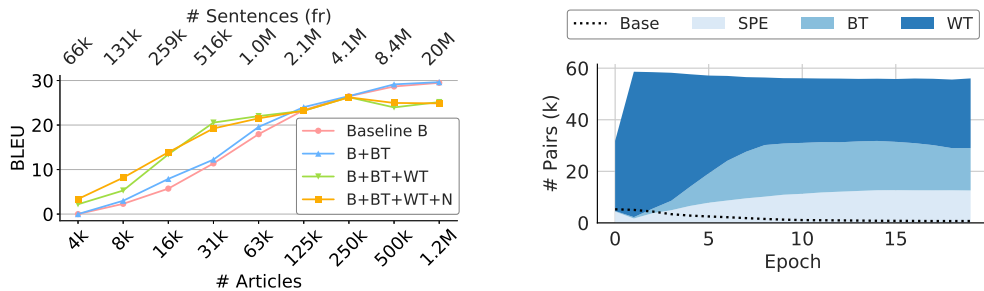 # Sentences (fr)
66k 131k 259k 516k 1.0M 2.1M 4.1M 8.4M 20M
30
20
10
0
BLEU
Baseline B
B+BT
B+BT+WT
B+BT+WT+N
4k 8k 16k 31k 63k 125k 250k 500k 1.2M
# Articles
Base SPE BT WT
60
40
20
0
# Pairs (k)
0 5 10 15
Epoch